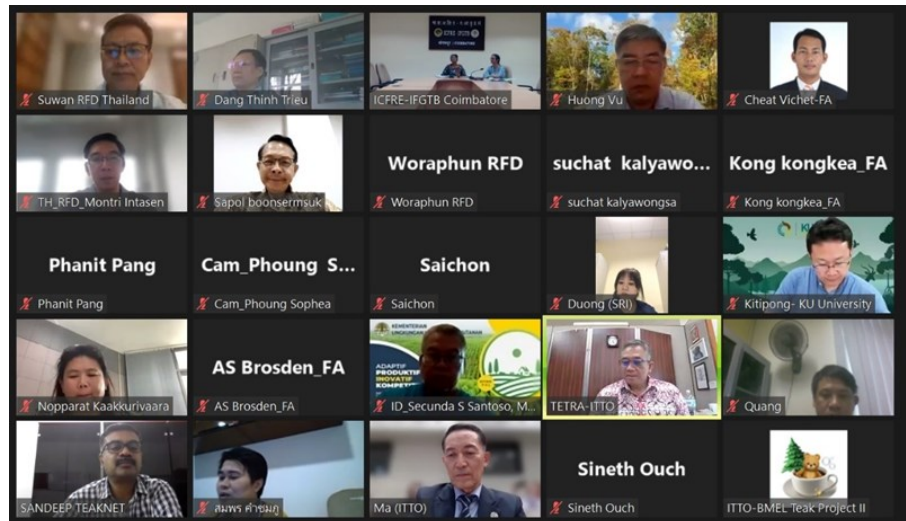 Suwan RFD Thailand
Dang Thinh Trieu
ICFRE-IFGTB Coimbatore
Huong Vu
Cheat Vichet-FA
TH_RFD_Montri Intasen
Sapol boonsermsuk
Woraphun RFD
Woraphun RFD
suchat kalyawo...
suchat kalyawongsa
Kong kongkea_FA
Kong kongkea_FA
Phanit Pang
Phanit Pang
Cam_Phoung S...
Cam_Phoung Sophea
Saichon
Saichon
Duong (SRI)
Kitipong- KU University
Nopparat Kaakkurivaara
AS Brosden_FA
AS Brosden_FA
KEMENTERIAN
ADAPTIF
PRODUKTIF
INOVATIF
ID_Secunda S Santoso, M...
TETRA-ITTO
Quang
SANDEEP TEAKNET
สมพร คำชมภู
Ma (ITTO)
Sineth Ouch
Sineth Ouch
ITTO-BMEL Teak Project II